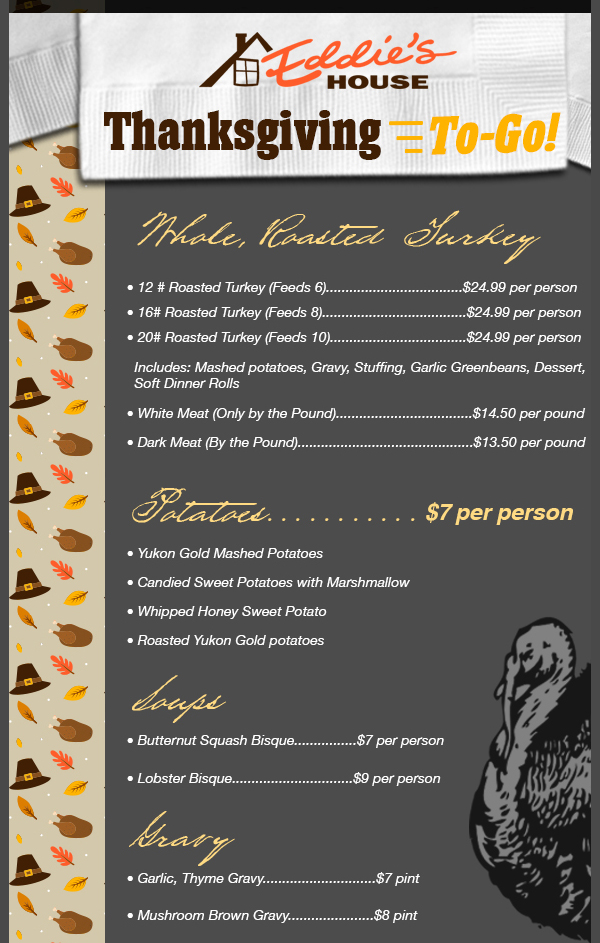 Eddie's
HOUSE
Thanksgiving To-Go!
Whole, Roasted Turkey
• 12 # Roasted Turkey (Feeds 6)...................................$24.99 per person
• 16# Roasted Turkey (Feeds 8).....................................$24.99 per person
• 20# Roasted Turkey (Feeds 10)...................................$24.99 per person
Includes: Mashed potatoes, Gravy, Stuffing, Garlic Greenbeans, Dessert,
Soft Dinner Rolls
• White Meat (Only by the Pound)...................................$14.50 per pound
• Dark Meat (By the Pound).............................................$13.50 per pound
Potatoes. . . . . . . . . . . . $7 per person
• Yukon Gold Mashed Potatoes
• Candied Sweet Potatoes with Marshmallow
• Whipped Honey Sweet Potato
• Roasted Yukon Gold potatoes
Soups
• Butternut Squash Bisque................$7 per person
• Lobster Bisque...............................$9 per person
Gravy
• Garlic, Thyme Gravy.............................$7 pint
• Mushroom Brown Gravy......................$8 pint